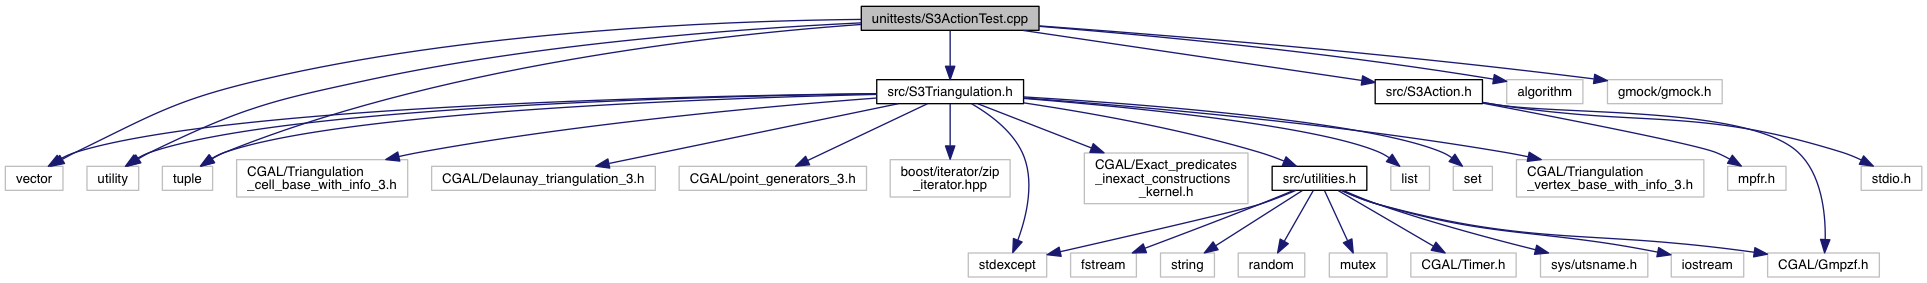 unittests/S3ActionTest.cpp
src/S3Triangulation.h
src/S3Action.h
algorithm
gmock/gmock.h
vector
utility
tuple
CGAL/Triangulation
_cell_base_with_info_3.h
CGAL/Delaunay_triangulation_3.h
CGAL/point_generators_3.h
boost/iterator/zip
_iterator.hpp
CGAL/Exact_predicates
_inexact_constructions
_kernel.h
src/utilities.h
list
set
CGAL/Triangulation
_vertex_base_with_info_3.h
mpfr.h
stdio.h
stdexcept
fstream
string
random
mutex
CGAL/Timer.h
sys/utsname.h
iostream
CGAL/Gmpzf.h